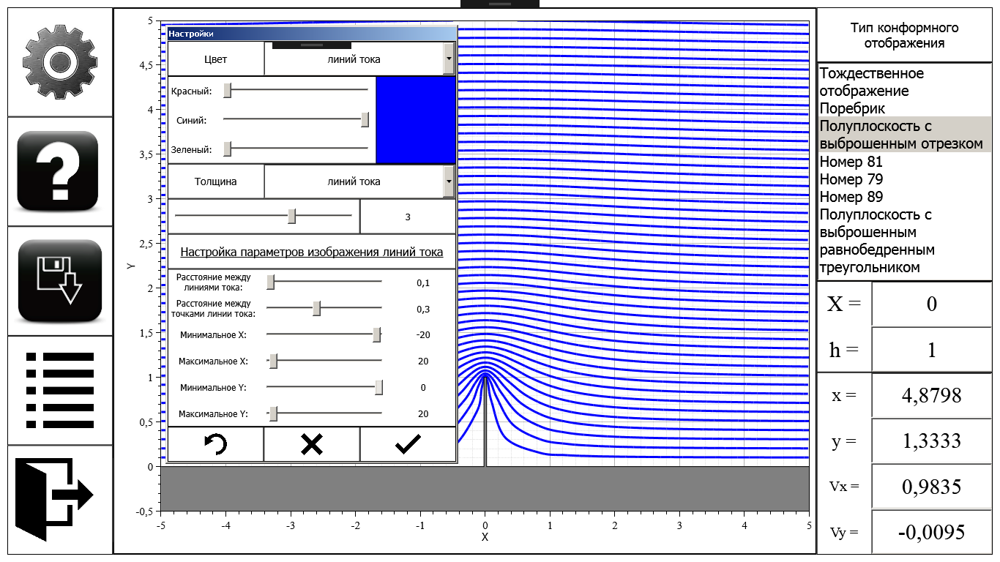 Настройки
Цвет
линий тока
Красный:
Синий:
Зеленый:
Толщина
линий тока
3
Настройка параметров изображения линий тока
Расстояние между
линиями тока:
0,1
Расстояние между
точками линии тока:
0,3
Минимальное X:
-20
Максимальное X:
20
Минимальное Y:
0
Максимальное Y:
20
5
4,5
4
3,5
3
2,5
2
1,5
1
0,5
0
-0,5
Y
-5
-4
-3
-2
-1
0
1
2
3
4
5
X
Тип конформного
отображения
Тождественное
отображение
Поребрик
Полуплоскость с
выброшенным отрезком
Номер 81
Номер 79
Номер 89
Полуплоскость с
выброшенным
равнобедренным
треугольником
X =
0
h =
1
x =
4,8798
y =
1,3333
Vx =
0,9835
Vy =
-0,0095